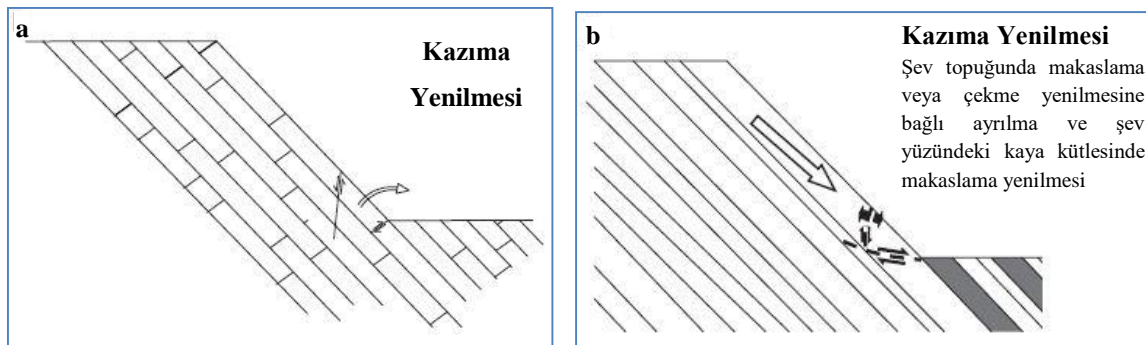 a
Kazıma
Yenilmesi
b
Kazıma Yenilmesi
Şev topuğunda makaslama
veya çekme yenilmesine
bağlı ayrılma ve şev
yüzündeki kaya kütlesinde
makaslama yenilmesi